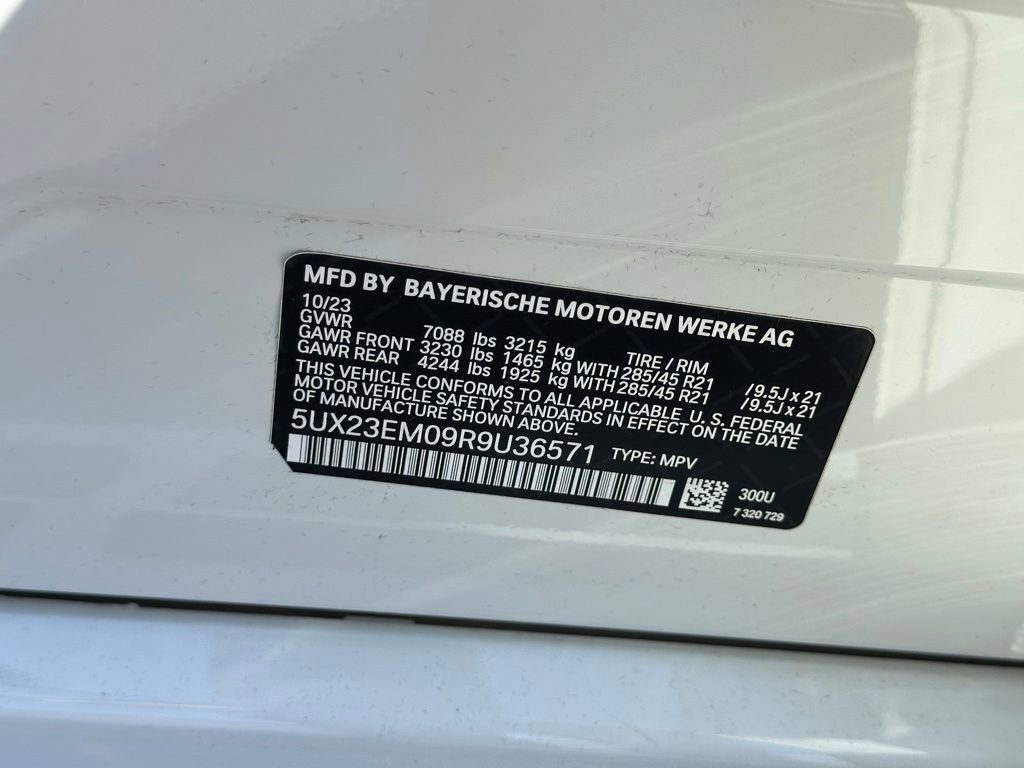 MFD BY BAYERISCHE MOTOREN WERKE AG
10/23
GVWR 7088 lbs 3215 kg TIRE / RIM
GAWR FRONT 3230 lbs 1465 kg WITH 285/45 R21 /9.5J x 21
GAWR REAR 4244 lbs 1925 kg WITH 285/45 R21 /9.5J x 21
THIS VEHICLE CONFORMS TO ALL APPLICABLE U. S. FEDERAL
MOTOR VEHICLE SAFETY STANDARDS IN EFFECT ON THE DATE
OF MANUFACTURE SHOWN ABOVE.
5UX23EM09R9U36571 TYPE: MPV
300U
7 320 729